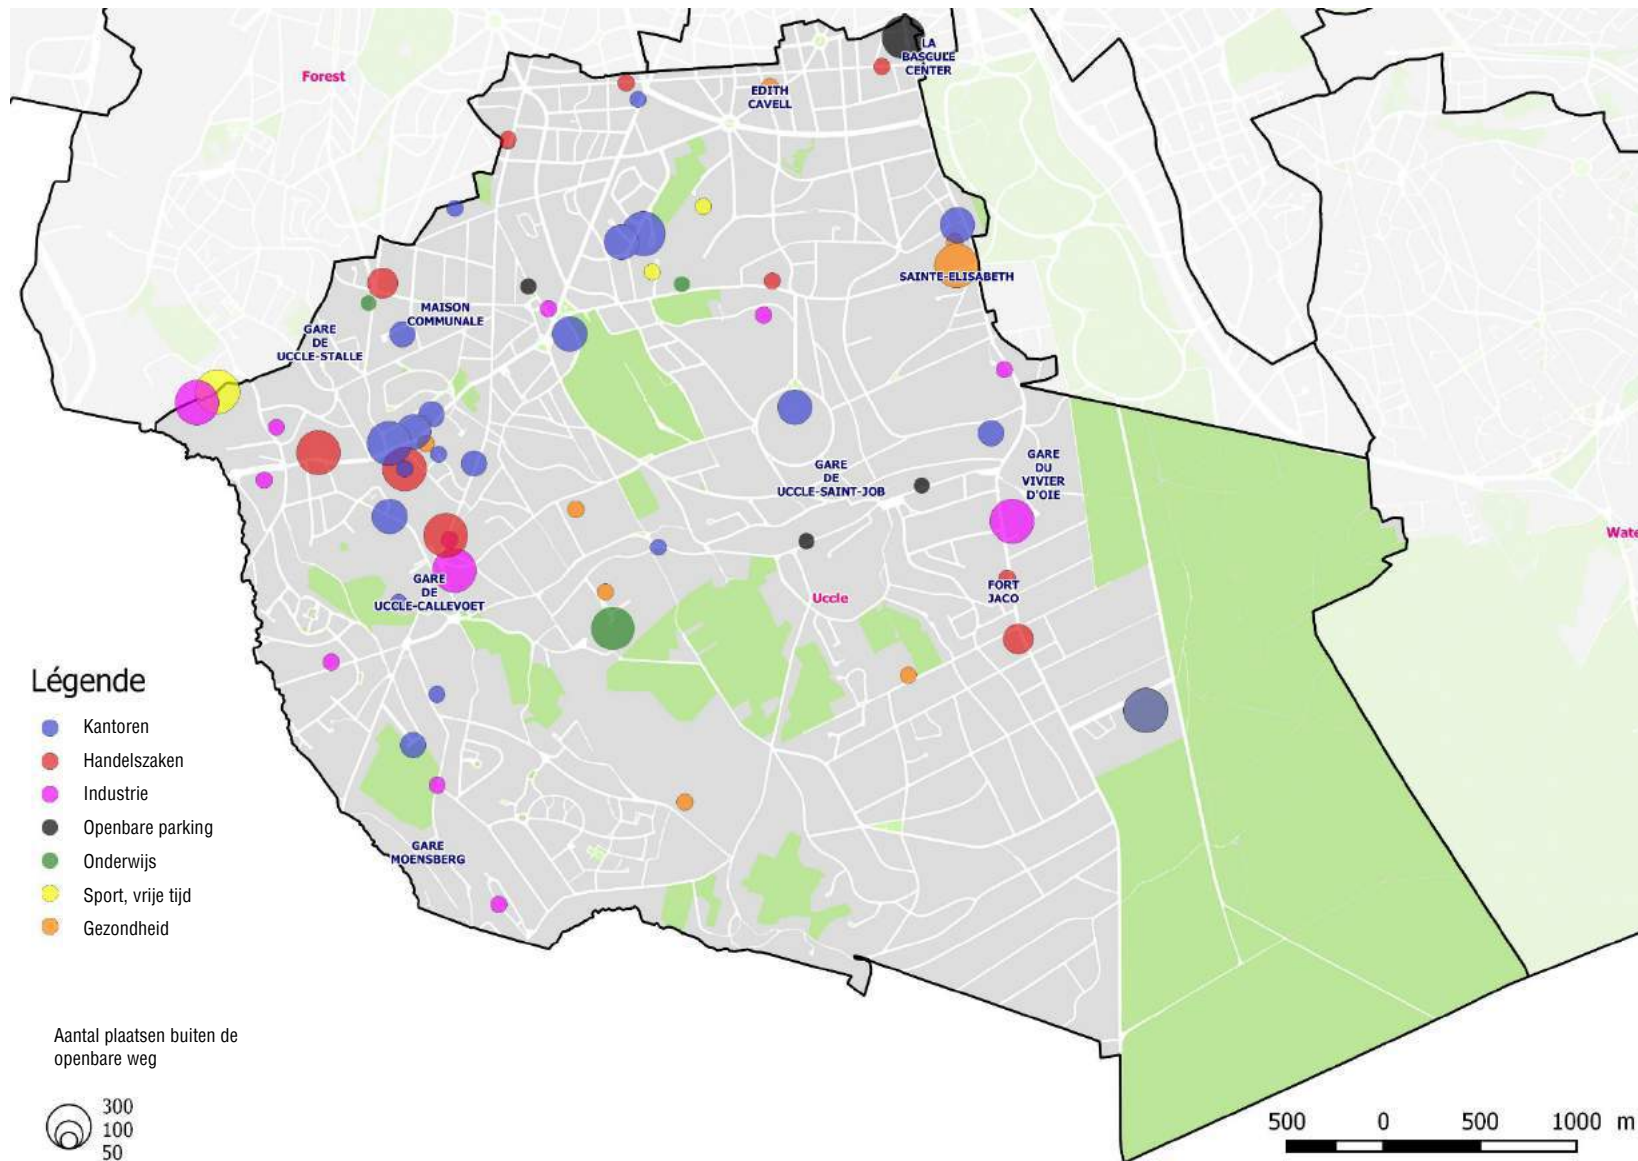 Forest
LA
BASCULE
CENTER
EDITH
CAVELL
SAINTE-ELISABETH
MAISON
COMMUNALE
GARE
DE
UCCLE-STALLE
GARE
DE
UCCLE-SAINT-JOB
GARE
DU
VIVIER
D'OIE
Wate
GARE
DE
UCCLE-CALLEVOET
Uccle
FORT
JACO
GARE
MOENSBERG
Légende
Kantoren
Handelszaken
Industrie
Openbare parking
Onderwijs
Sport, vrije tijd
Gezondheid
Aantal plaatsen buiten de
openbare weg
300
100
50
500 0 500 1000 m